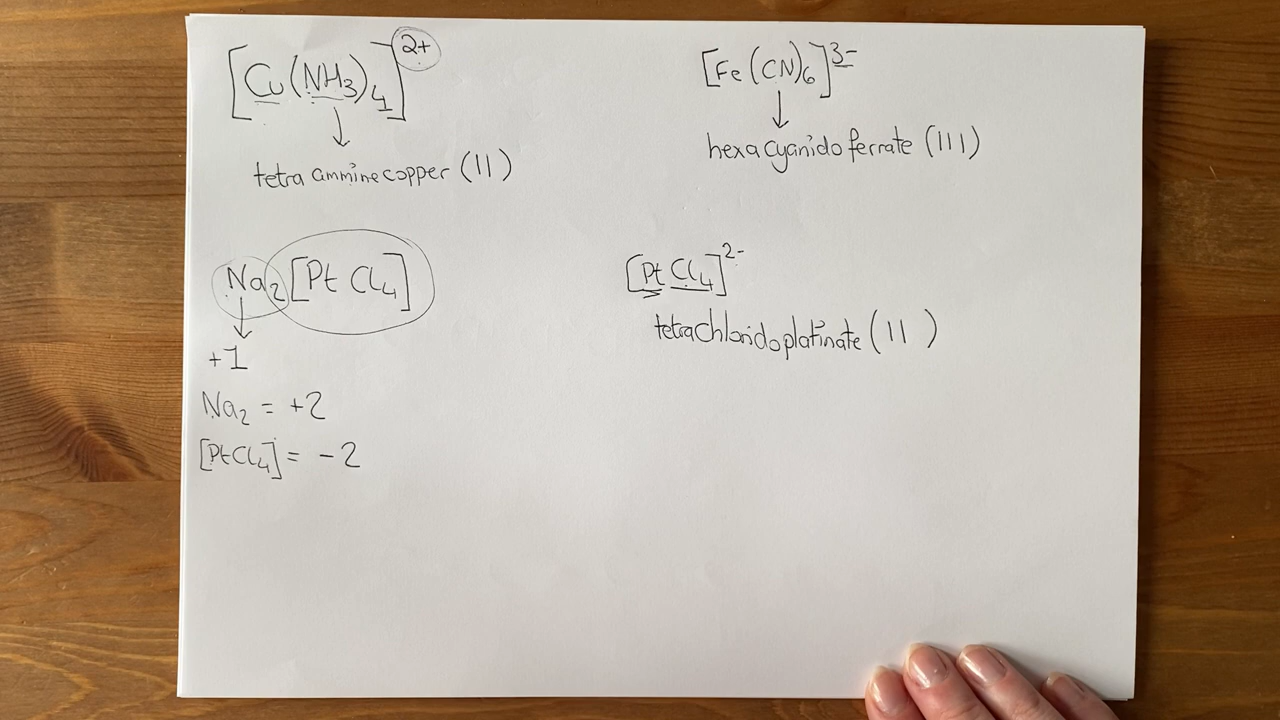 [Cu(NH₃)₄]²⁺
tetra amminecopper (II)
[Fe(CN)₆]³⁻
hexacyanidoferrate (III)
Na₂[PtCl₄]
+1
Na₂ = +2
[PtCl₄] = -2
[PtCl₄]²⁻
tetrachloridoplatinate (II)